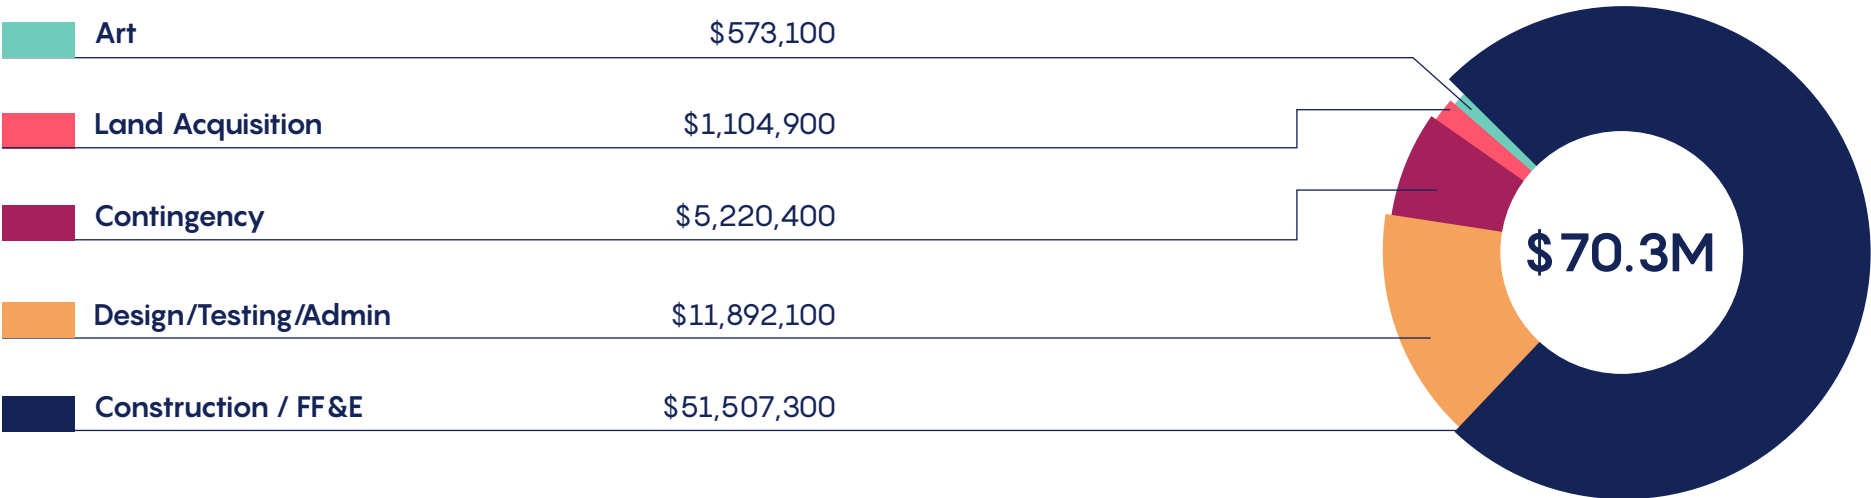 Art $573,100
Land Acquisition $1,104,900
Contingency $5,220,400
$70.3M
Design/Testing/Admin $11,892,100
Construction / FF&E $51,507,300